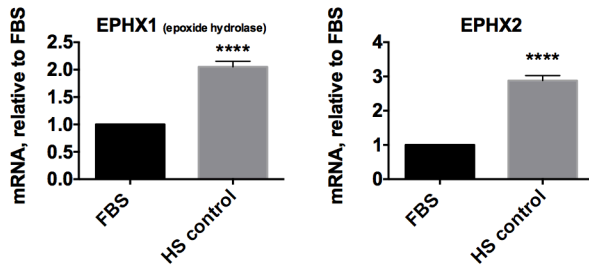 EPHX1 (epoxide hydrolase)
mRNA, relative to FBS
2.5
2.0
1.5
1.0
0.5
0.0
****
FBS
HS control
EPHX2
mRNA, relative to FBS
4
3
2
1
0
****
FBS
HS control